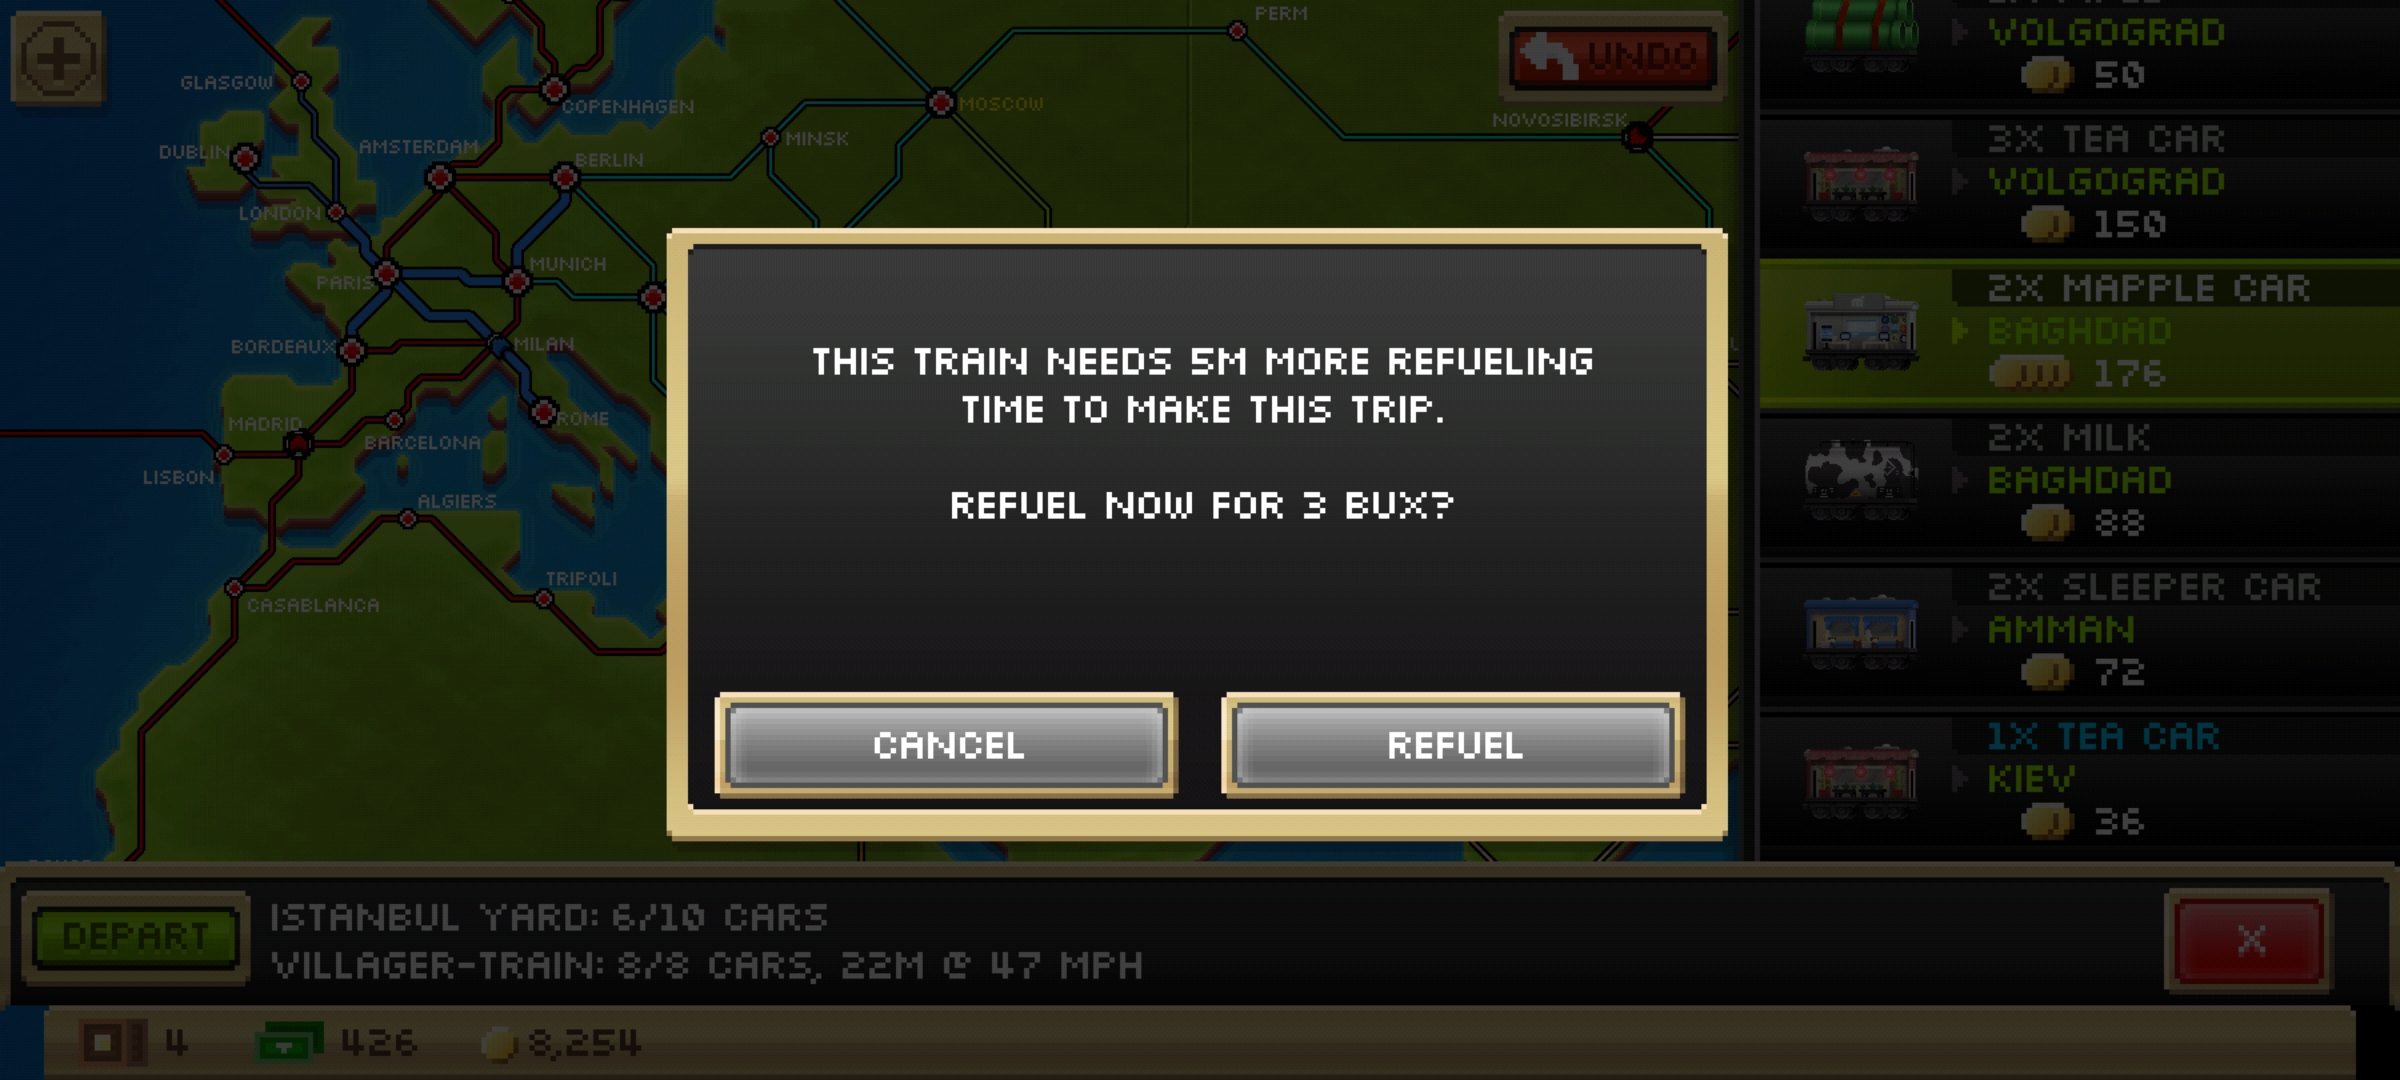 PERM
UNDO
GLASGOW
COPENHAGEN
MOSCOW
NOVOSIBIRSK
MINSK
AMSTERDAM
DUBLIN
BERLIN
LONDON
MUNICH
PARIS
MILAN
BORDEAUX
ROME
MADRID
BARCELONA
LISBON
ALGIERS
TRIPOLI
CASABLANCA
VOLGOGRAD
50
3X TEA CAR
VOLGOGRAD
150
2X MAPPLE CAR
BAGHDAD
176
2X MILK
BAGHDAD
88
2X SLEEPER CAR
AMMAN
72
1X TEA CAR
KIEV
36
THIS TRAIN NEEDS 5M MORE REFUELING
TIME TO MAKE THIS TRIP.
REFUEL NOW FOR 3 BUX?
CANCEL
REFUEL
DEPART
ISTANBUL YARD: 6/10 CARS
VILLAGER-TRAIN: 8/8 CARS, 22M @ 47 MPH
X
4
426
8,254